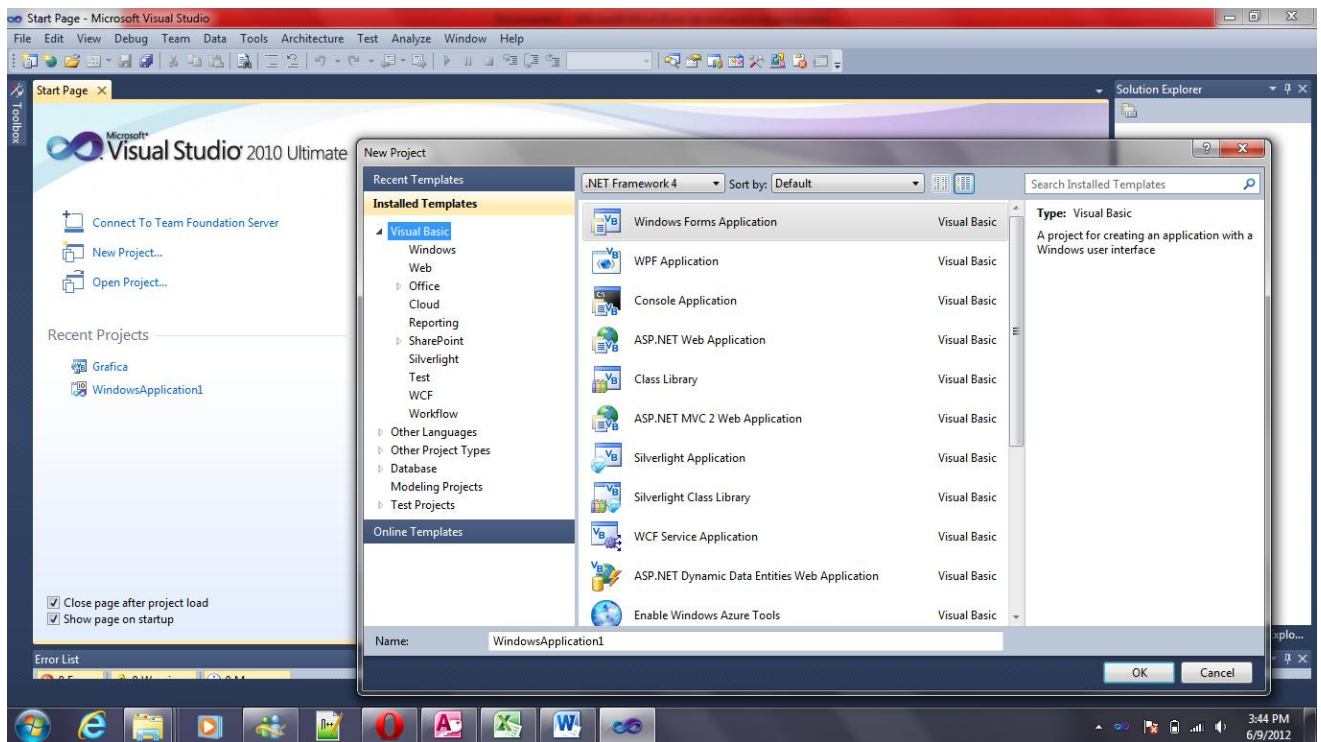 Start Page - Microsoft Visual Studio
File Edit View Debug Team Data Tools Architecture Test Analyze Window Help
Toolbox
Start Page
Solution Explorer
Microsoft
Visual Studio 2010 Ultimate
Connect To Team Foundation Server
New Project...
Open Project...
Recent Projects
Grafica
WindowsApplication1
Close page after project load
Show page on startup
Error List
New Project
Recent Templates
Installed Templates
Visual Basic
Windows
Web
Office
Cloud
Reporting
SharePoint
Silverlight
Test
WCF
Workflow
Other Languages
Other Project Types
Database
Modeling Projects
Test Projects
Online Templates
.NET Framework 4 Sort by: Default
Windows Forms Application Visual Basic
WPF Application Visual Basic
Console Application Visual Basic
ASP.NET Web Application Visual Basic
Class Library Visual Basic
ASP.NET MVC 2 Web Application Visual Basic
Silverlight Application Visual Basic
Silverlight Class Library Visual Basic
WCF Service Application Visual Basic
ASP.NET Dynamic Data Entities Web Application Visual Basic
Enable Windows Azure Tools Visual Basic
Search Installed Templates
Type: Visual Basic
A project for creating an application with a
Windows user interface
Name: WindowsApplication1
OK Cancel
xplo...
3:44 PM
6/9/2012